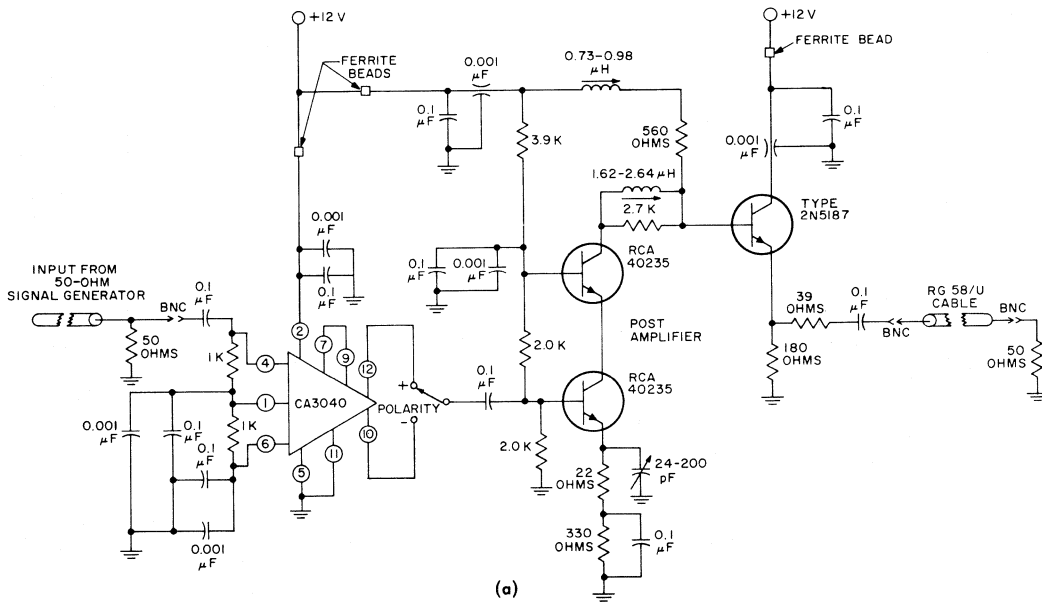 +12 V
+12 V
FERRITE BEAD
FERRITE
BEADS
0.001
μF
0.73-0.98
μH
0.1
μF
3.9 K
560
OHMS
0.001
μF
0.1
μF
1.62-2.64 μH
2.7 K
TYPE
2N5187
0.001
μF
0.1
μF
0.1
μF
0.001
μF
RCA
40235
INPUT FROM
50-OHM
SIGNAL GENERATOR
BNC
0.1
μF
50
OHMS
1K
2
7
9
12
4
1
6
5
11
10
CA3040
+
POLARITY
-
2.0 K
POST
AMPLIFIER
0.1
μF
RCA
40235
39
OHMS
0.1
μF
RG 58/U
CABLE
BNC
BNC
180
OHMS
50
OHMS
0.001
μF
0.1
μF
1K
0.1
μF
0.001
μF
2.0 K
24-200
pF
22
OHMS
330
OHMS
0.1
μF
(a)